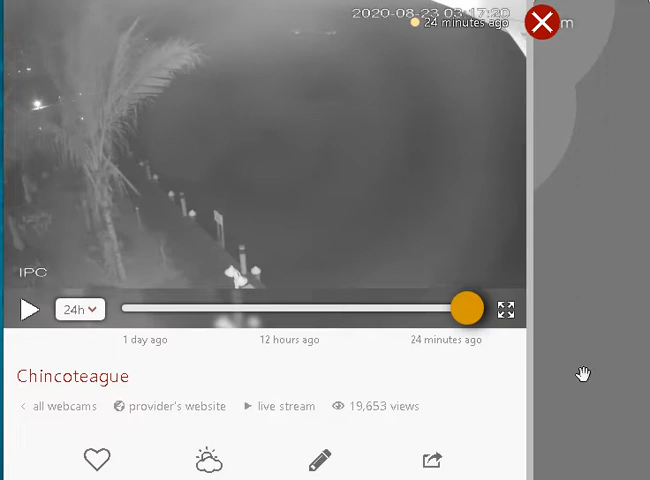 2020-08-23 03:17:20
24 minutes ago
m
IPC
24h
1 day ago 12 hours ago 24 minutes ago
Chincoteague
all webcams provider's website live stream 19,653 views